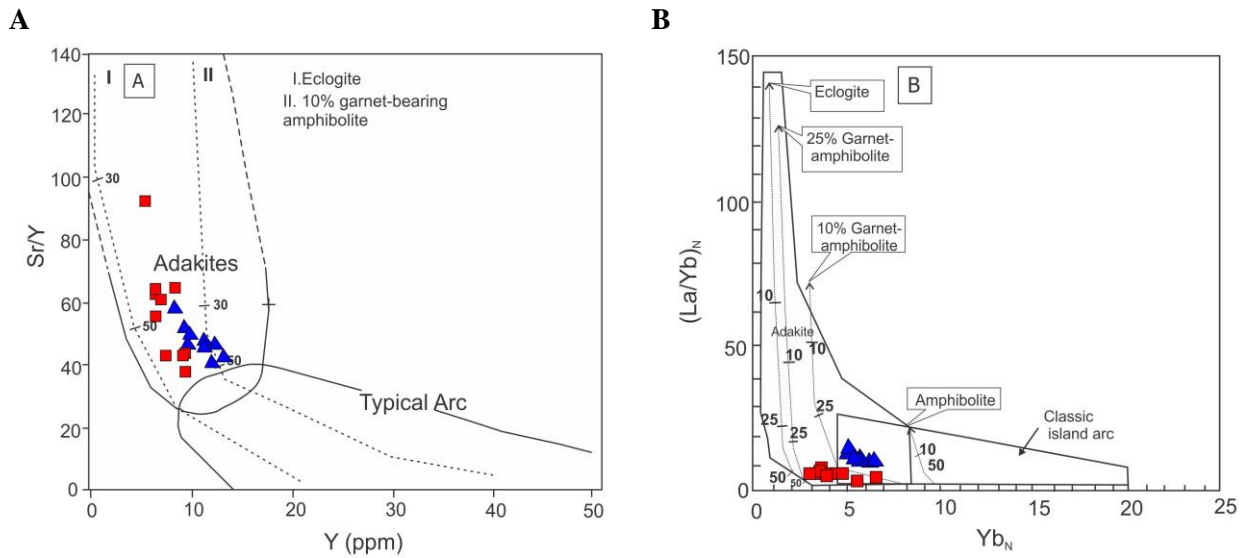 A
B
140
120
100
80
60
40
20
0
Sr/Y
I
A
II
I.Eclogite
II. 10% garnet-bearing
amphibolite
30
Adakites
30
50
50
Typical Arc
0
10
20
30
40
50
Y (ppm)
150
100
50
150
0
(La/Yb)N
B
Eclogite
25% Garnet-
amphibolite
10% Garnet-
amphibolite
10
Adakite
10
10
25
25
25
50
50
Amphibolite
10
50
Classic
island arc
0
5
10
15
20
25
YbN